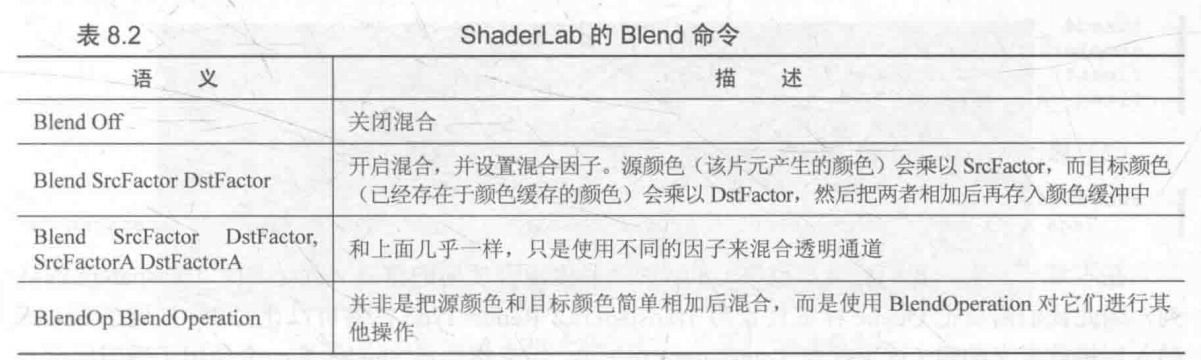 表 8.2 ShaderLab 的 Blend 命令
语 义 描 述
Blend Off 关闭混合
Blend SrcFactor DstFactor 开启混合，并设置混合因子。源颜色（该片元产生的颜色）会乘以 SrcFactor，而目标颜色
（已经存在于颜色缓存的颜色）会乘以 DstFactor，然后把两者相加后再存入颜色缓冲中
Blend SrcFactor DstFactor,
SrcFactorA DstFactorA 和上面几乎一样，只是使用不同的因子来混合透明通道
BlendOp BlendOperation 并非是把源颜色和目标颜色简单相加后混合，而是使用 BlendOperation 对它们进行其
他操作